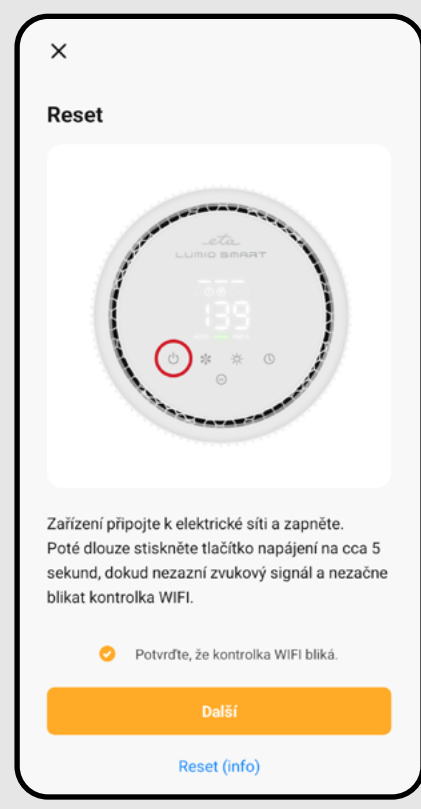 Reset
eta
LUMIO SMART
139
Zařízení připojte k elektrické síti a zapněte.
Poté dlouze stiskněte tlačítko napájení na cca 5
sekund, dokud nezazní zvukový signál a nezačne
blikat kontrolka WIFI.
Potvrďte, že kontrolka WIFI bliká.
Další
Reset (info)